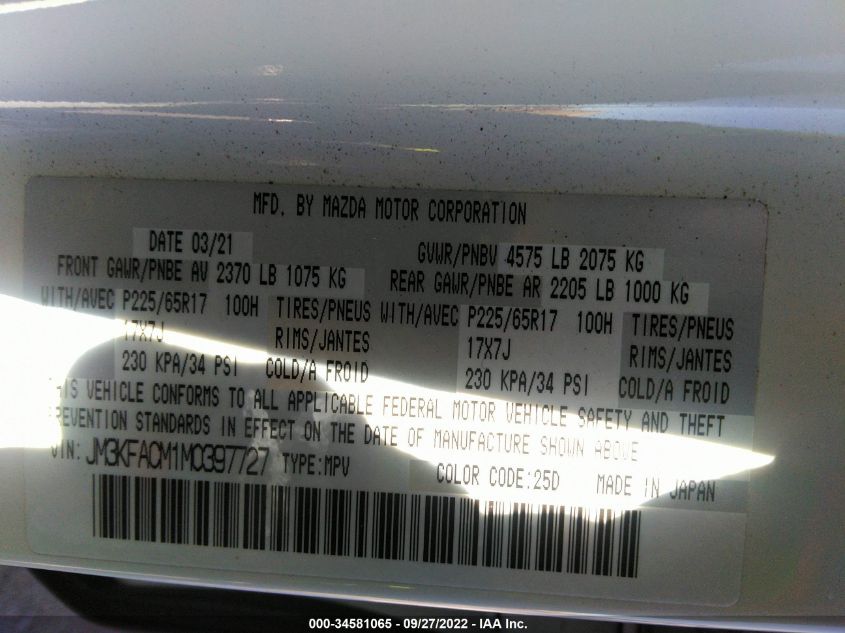 MFD. BY MAZDA MOTOR CORPORATION
DATE 03/21 GVWR/PNBV 4575 LB 2075 KG
FRONT GAWR/PNBE AV 2370 LB 1075 KG REAR GAWR/PNBE AR 2205 LB 1000 KG
WITH/AVEC P225/65R17 100H TIRES/PNEUS WITH/AVEC P225/65R17 100H TIRES/PNEUS
17X7J RIMS/JANTES 17X7J RIMS/JANTES
230 KPA/34 PSI COLD/A FROID 230 KPA/34 PSI COLD/A FROID
THIS VEHICLE CONFORMS TO ALL APPLICABLE FEDERAL MOTOR VEHICLE SAFETY AND THEFT
PREVENTION STANDARDS IN EFFECT ON THE DATE OF MANUFACTURE SHOWN ABOVE
VIN: JM3KFACM1M0397727 TYPE:MPV COLOR CODE:25D MADE IN JAPAN
000-34581065 - 09/27/2022 - IAA Inc.